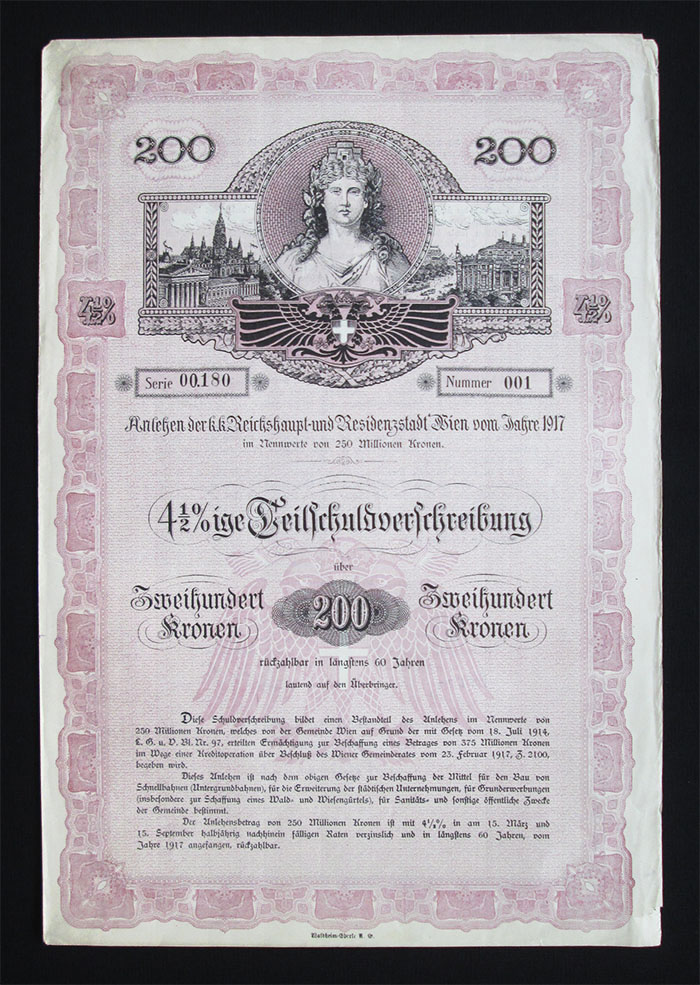 200 200
4½% 4½%
Serie 00.180 Nummer 001
Anlehen der k.k. Reichshaupt- und Residenzstadt Wien vom Jahre 1917
im Nennwerte von 250 Millionen Kronen.
4½%ige Teilschuldverschreibung
über
Zweihundert 200 Zweihundert
Kronen Kronen
rückzahlbar in längstens 60 Jahren
lautend auf den Überbringer.
Diese Schuldverschreibung bildet einen Bestandteil des Anlehens im Nennwerte von
250 Millionen Kronen, welches von der Gemeinde Wien auf Grund der mit Gesetz vom 18. Juli 1914,
L. G. u. V. Bl. Nr. 97, erteilten Ermächtigung zur Beschaffung eines Betrages von 375 Millionen Kronen
im Wege einer Kreditoperation über Beschluß des Wiener Gemeinderates vom 23. Februar 1917, Z. 2100,
begeben wird.
Dieses Anlehen ist nach dem obigen Gesetze zur Beschaffung der Mittel für den Bau von
Schnellbahnen (Untergrundbahnen), für die Erweiterung der städtischen Unternehmungen, für Grunderwerbungen
(insbesondere zur Schaffung eines Wald- und Wiesengürtels), für Sanitäts- und sonstige öffentliche Zwecke
der Gemeinde bestimmt.
Der Anlehensbetrag von 250 Millionen Kronen ist mit 4½% in am 15. März und
15. September halbjährig nachhinein fälligen Raten verzinslich und in längstens 60 Jahren, vom
Jahre 1917 angefangen, rückzahlbar.
Waldheim-Eberle A. G.